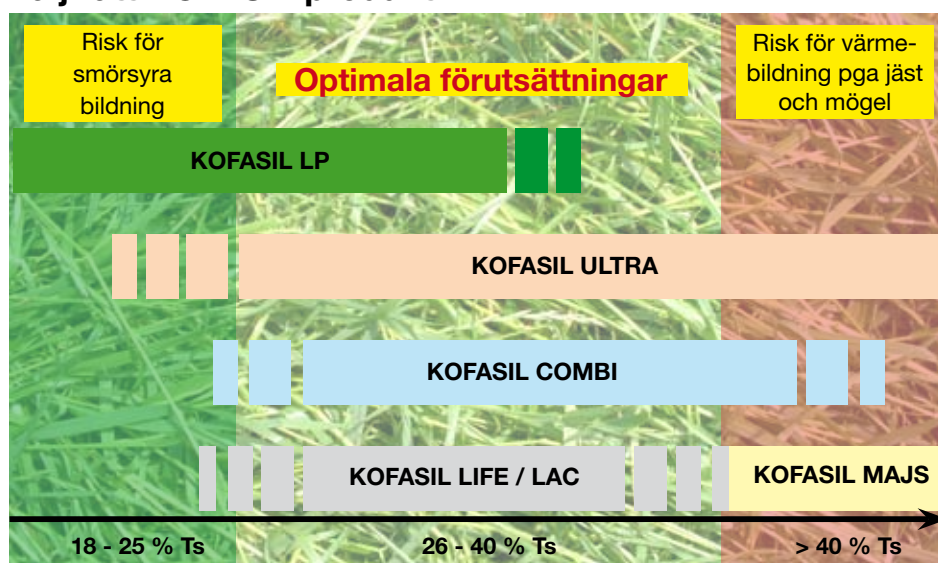 Risk för
smörsyra
bildning
Optimala förutsättningar
Risk för värme-
bildning pga jäst
och mögel
KOFASIL LP
KOFASIL ULTRA
KOFASIL COMBI
KOFASIL LIFE / LAC
KOFASIL MAJS
18 - 25 % Ts
26 - 40 % Ts
> 40 % Ts